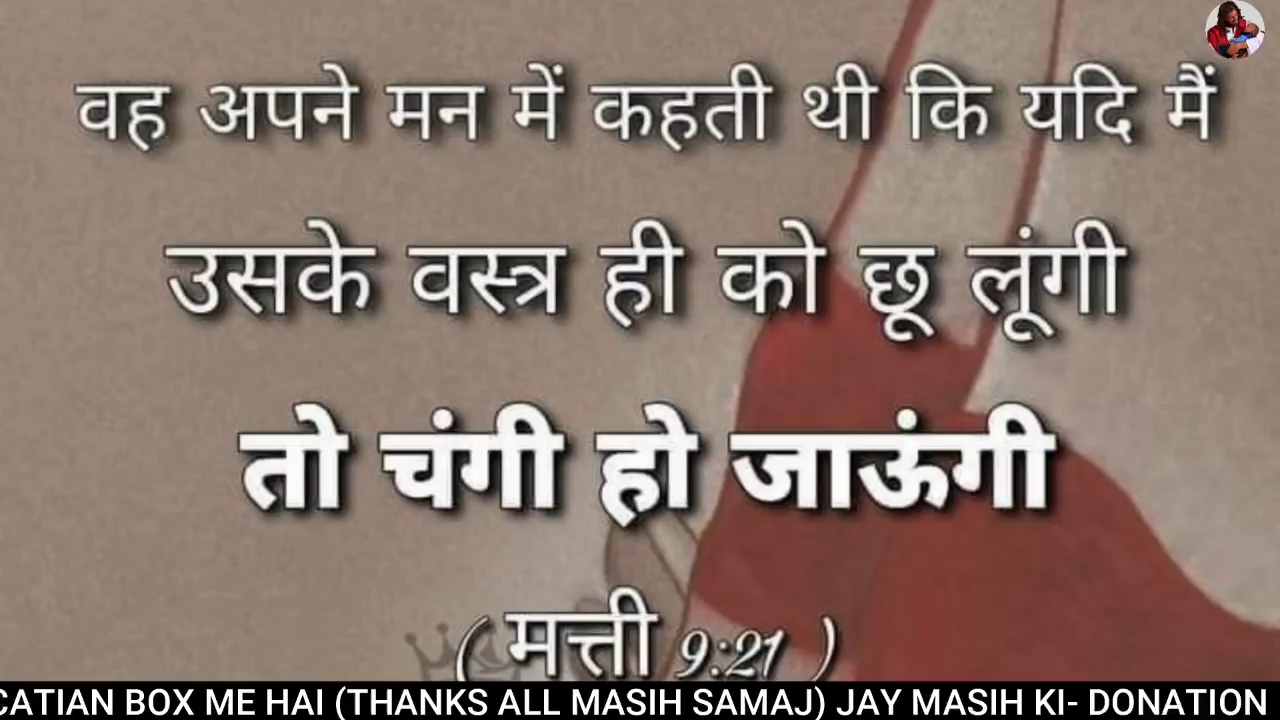 वह अपने मन में कहती थी कि यदि मैं
उसके वस्त्र ही को छू लूंगी
तो चंगी हो जाऊंगी
( मत्ती 9:21 )
CATIAN BOX ME HAI (THANKS ALL MASIH SAMAJ) JAY MASIH KI- DONATION